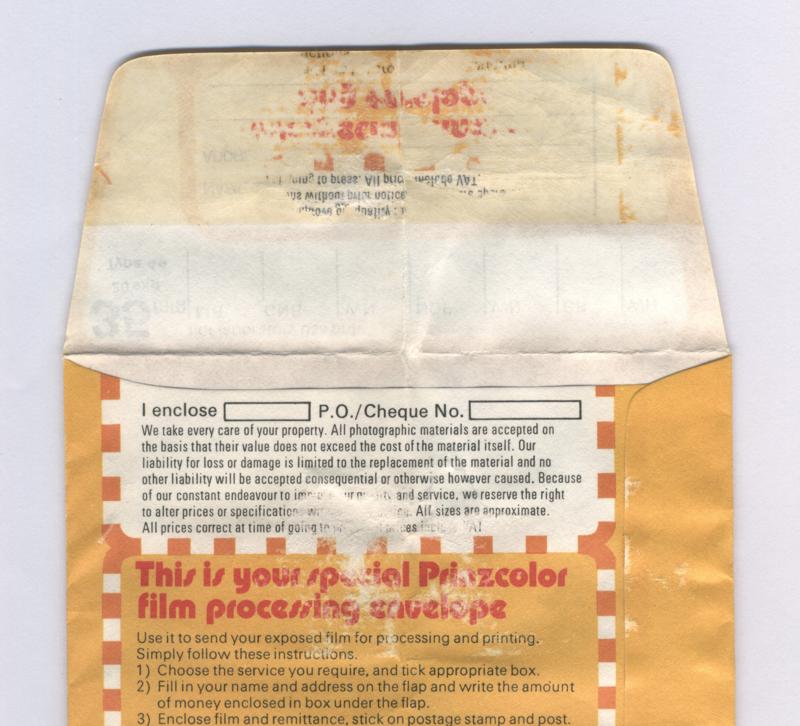 I enclose P.O./Cheque No.
We take every care of your property. All photographic materials are accepted on
the basis that their value does not exceed the cost of the material itself. Our
liability for loss or damage is limited to the replacement of the material and no
other liability will be accepted consequential or otherwise however caused. Because
of our constant endeavour to improve our quality and service, we reserve the right
to alter prices or specifications All sizes are approximate.
All prices correct at time of going to prices
This is your special Prinzcolor
film processing envelope
Use it to send your exposed film for processing and printing.
Simply follow these instructions.
1) Choose the service you require, and tick appropriate box.
2) Fill in your name and address on the flap and write the amount
of money enclosed in box under the flap.
3) Enclose film and remittance, stick on postage stamp and post.